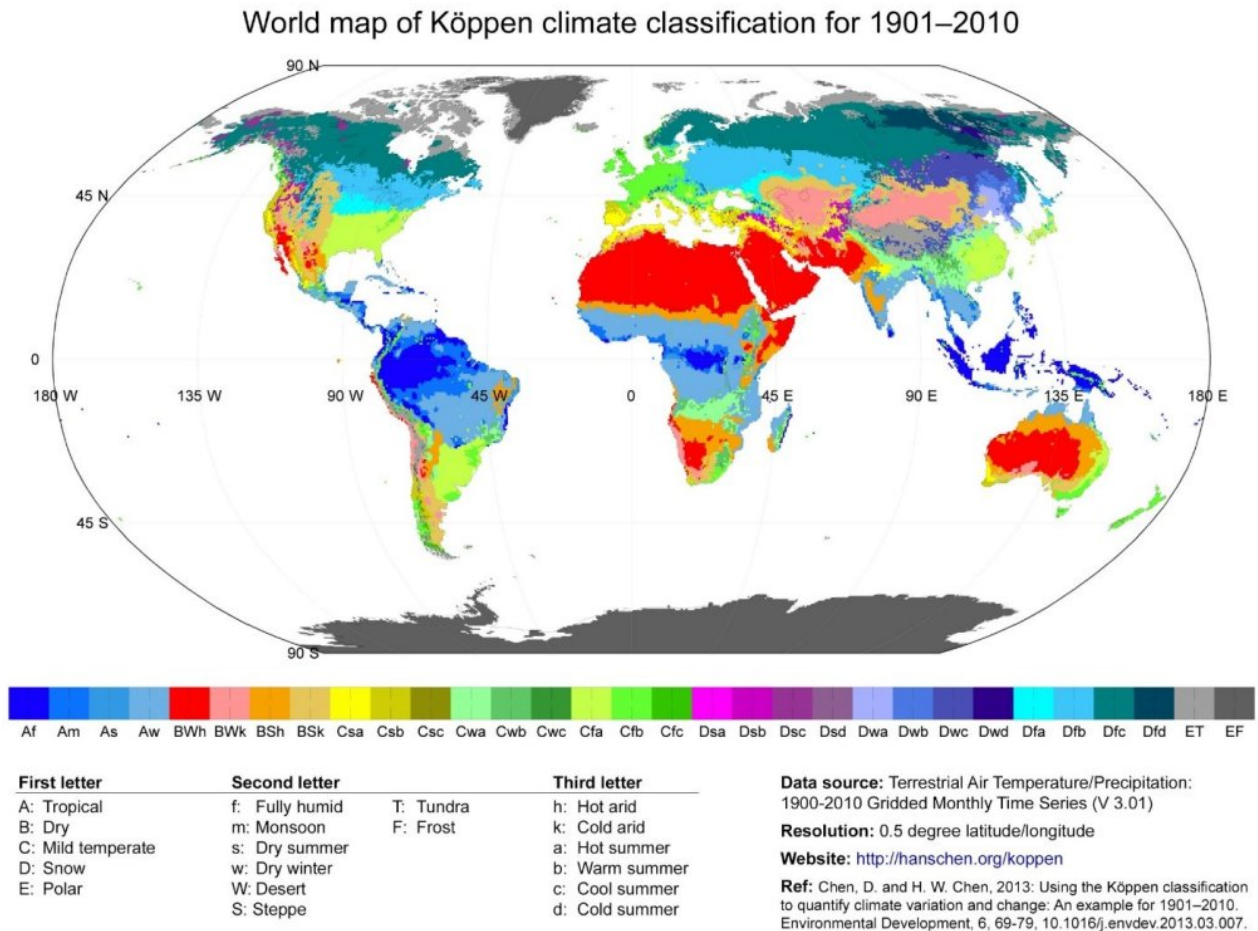 World map of Köppen climate classification for 1901–2010
90 N
45 N
0
180 W
135 W
90 W
45 W
0
45 E
90 E
135 E
180 E
45 S
90 S
Af Am As Aw BWh BWk BSh BSk Csa Csb Csc Cwa Cwb Cwc Cfa Cfb Cfc Dsa Dsb Dsc Dsd Dwa Dwb Dwc Dwd Dfa Dfb Dfc Dfd ET EF
First letter
A: Tropical
B: Dry
C: Mild temperate
D: Snow
E: Polar
Second letter
f: Fully humid
m: Monsoon
s: Dry summer
w: Dry winter
W: Desert
S: Steppe
T: Tundra
F: Frost
Third letter
h: Hot arid
k: Cold arid
a: Hot summer
b: Warm summer
c: Cool summer
d: Cold summer
Data source: Terrestrial Air Temperature/Precipitation:
1900-2010 Gridded Monthly Time Series (V 3.01)
Resolution: 0.5 degree latitude/longitude
Website: http://hanschen.org/koppen
Ref: Chen, D. and H. W. Chen, 2013: Using the Köppen classification
to quantify climate variation and change: An example for 1901–2010.
Environmental Development, 6, 69-79, 10.1016/j.envdev.2013.03.007.